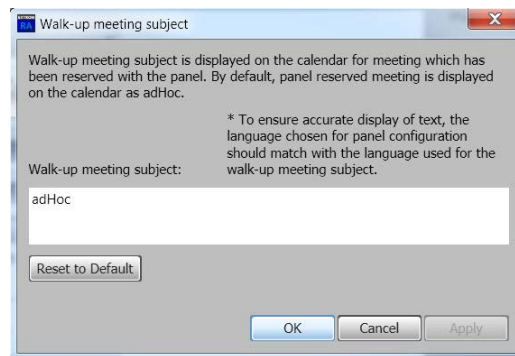 EXTRON
RA
Walk-up meeting subject
Walk-up meeting subject is displayed on the calendar for meeting which has
been reserved with the panel. By default, panel reserved meeting is displayed
on the calendar as adHoc.
* To ensure accurate display of text, the
language chosen for panel configuration
should match with the language used for the
walk-up meeting subject.
Walk-up meeting subject:
adHoc
Reset to Default
OK
Cancel
Apply